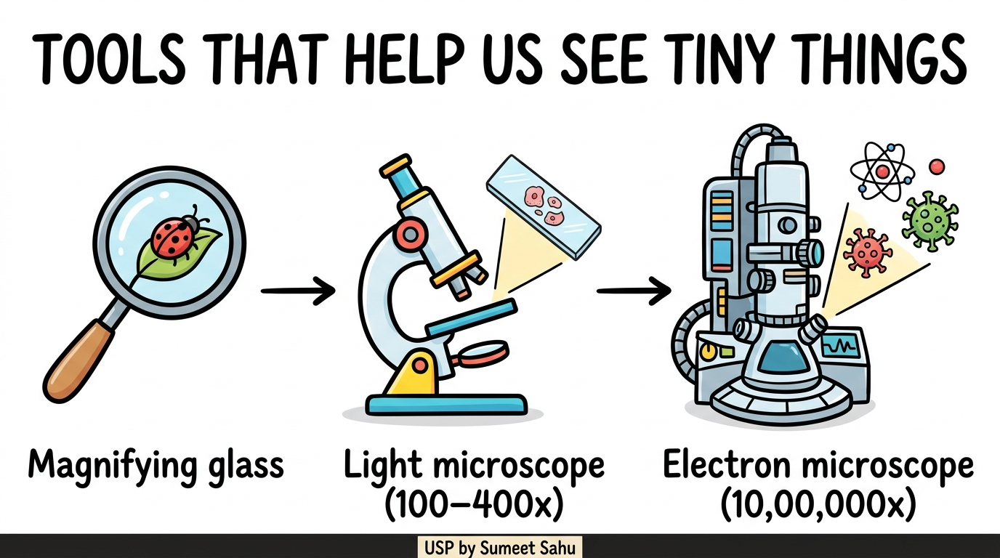 TOOLS THAT HELP US SEE TINY THINGS
Magnifying glass
Light microscope
(100–400x)
Electron microscope
(10,00,000x)
USP by Sumeet Sahu